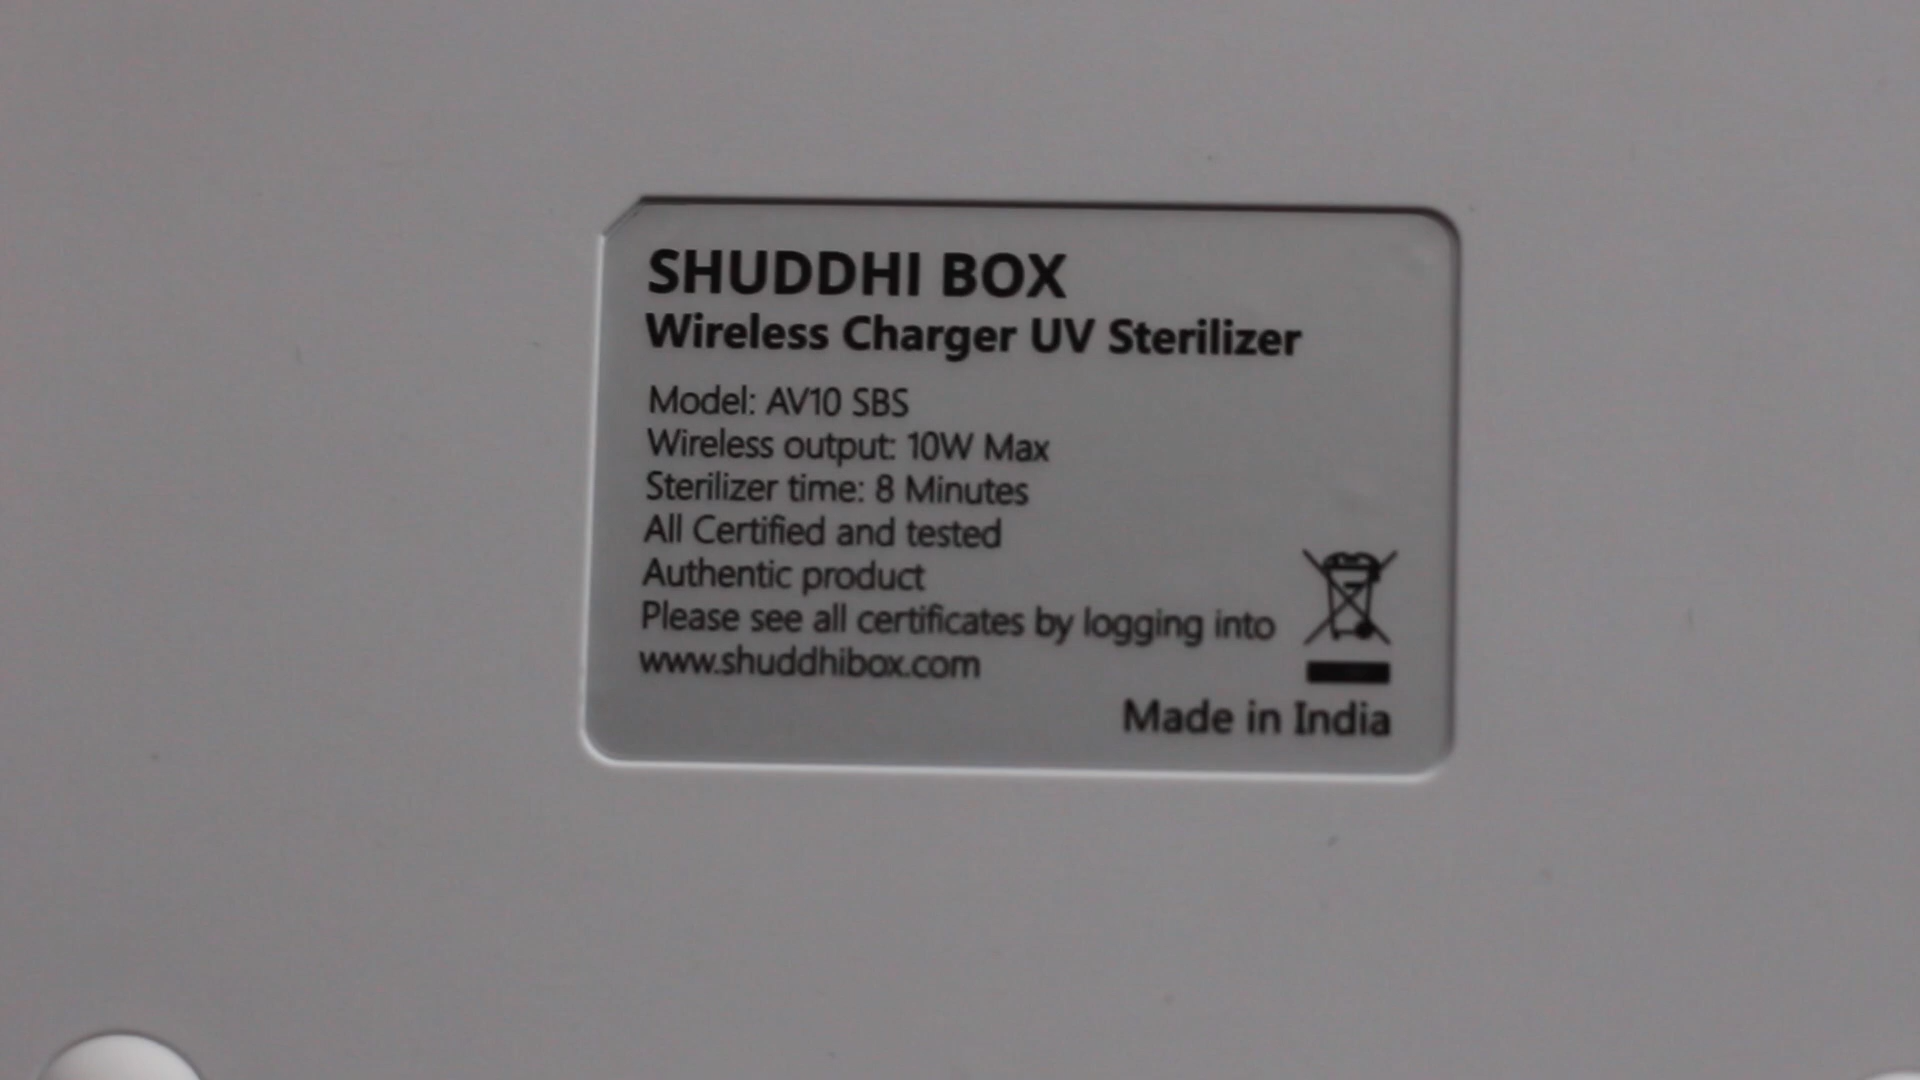 SHUDDHI BOX
Wireless Charger UV Sterilizer
Model: AV10 SBS
Wireless output: 10W Max
Sterilizer time: 8 Minutes
All Certified and tested
Authentic product
Please see all certificates by logging into
www.shuddhibox.com
Made in India